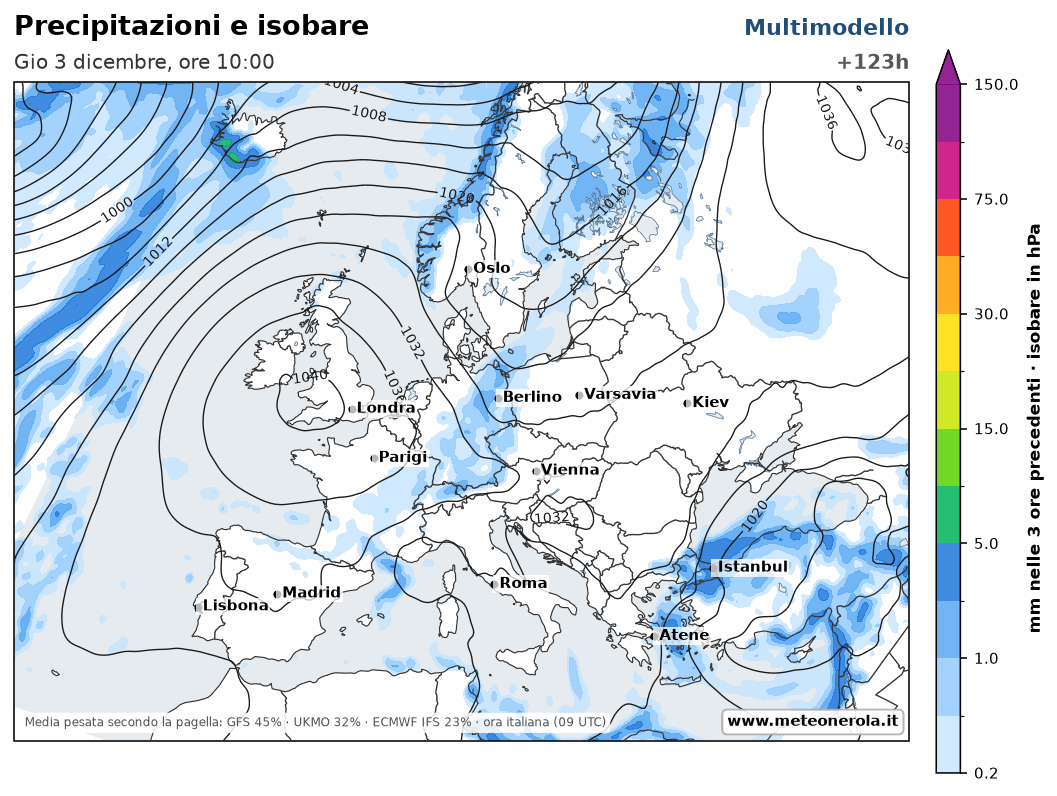 Precipitazioni e isobare
Multimodello
Gio 3 dicembre, ore 10:00
+123h
1004
1008
1036
1000
1020
1016
1012
Oslo
1032
1040
Berlino
Varsavia
Kiev
Londra
Parigi
Vienna
1032
1020
Istanbul
Roma
Madrid
Lisbona
Atene
Media pesata secondo la pagella: GFS 45% · UKMO 32% · ECMWF IFS 23% · ora italiana (09 UTC)
www.meteonerola.it
150.0
75.0
30.0
15.0
5.0
1.0
0.2
mm nelle 3 ore precedenti · isobare in hPa